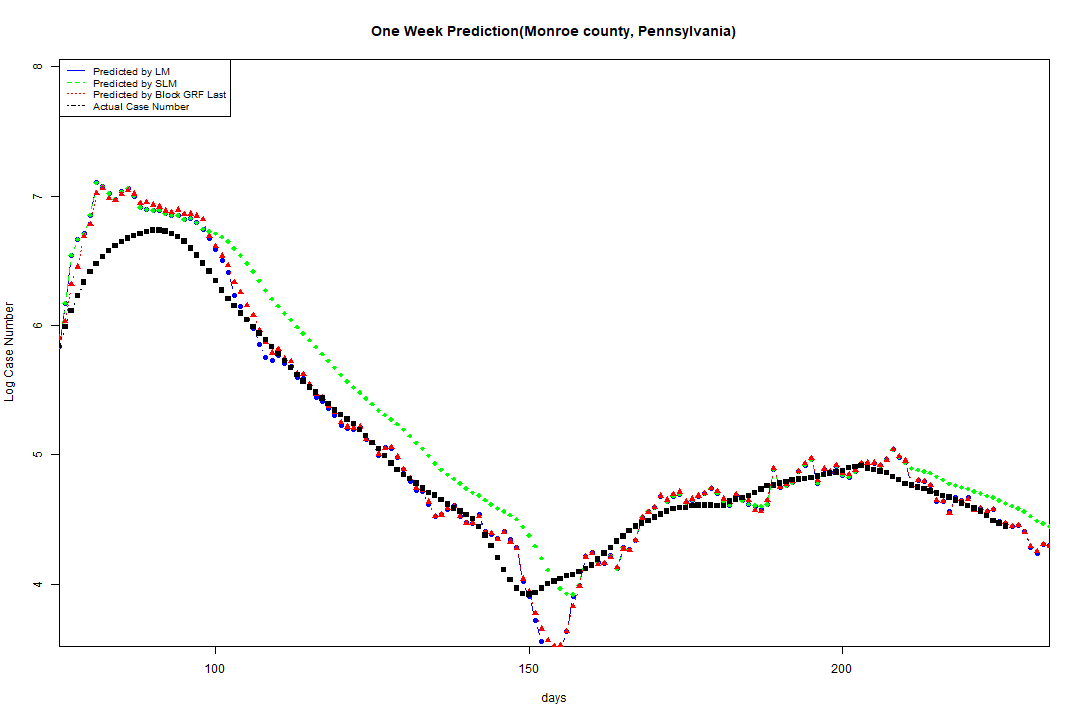 One Week Prediction(Monroe county, Pennsylvania)
Predicted by LM
Predicted by SLM
Predicted by Block GRF Last
Actual Case Number
8
7
6
5
4
Log Case Number
100 150 200
days